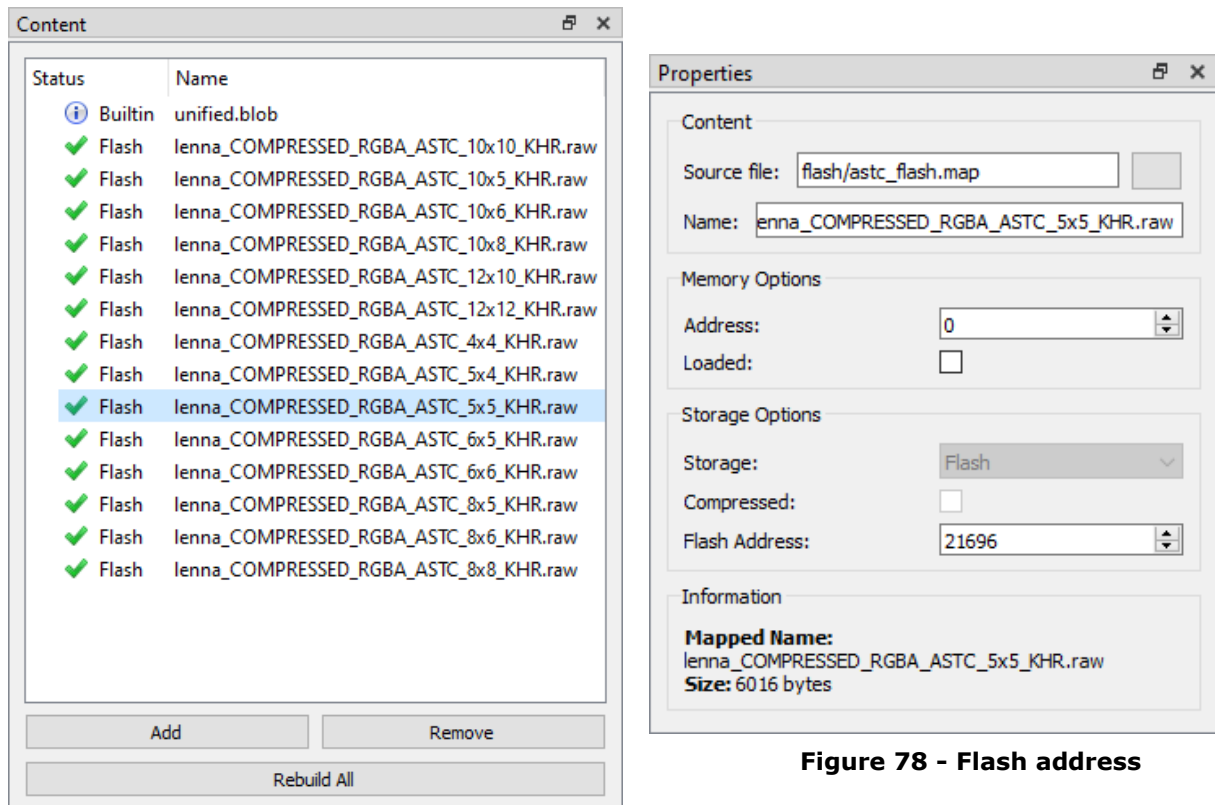 Content
Status Name
Builtin unified.blob
Flash lenna_COMPRESSED_RGBA_ASTC_10x10_KHR.raw
Flash lenna_COMPRESSED_RGBA_ASTC_10x5_KHR.raw
Flash lenna_COMPRESSED_RGBA_ASTC_10x6_KHR.raw
Flash lenna_COMPRESSED_RGBA_ASTC_10x8_KHR.raw
Flash lenna_COMPRESSED_RGBA_ASTC_12x10_KHR.raw
Flash lenna_COMPRESSED_RGBA_ASTC_12x12_KHR.raw
Flash lenna_COMPRESSED_RGBA_ASTC_4x4_KHR.raw
Flash lenna_COMPRESSED_RGBA_ASTC_5x4_KHR.raw
Flash lenna_COMPRESSED_RGBA_ASTC_5x5_KHR.raw
Flash lenna_COMPRESSED_RGBA_ASTC_6x5_KHR.raw
Flash lenna_COMPRESSED_RGBA_ASTC_6x6_KHR.raw
Flash lenna_COMPRESSED_RGBA_ASTC_8x5_KHR.raw
Flash lenna_COMPRESSED_RGBA_ASTC_8x6_KHR.raw
Flash lenna_COMPRESSED_RGBA_ASTC_8x8_KHR.raw
Add Remove
Rebuild All
Properties
Content
Source file: flash/astc_flash.map
Name: enna_COMPRESSED_RGBA_ASTC_5x5_KHR.raw
Memory Options
Address: 0
Loaded:
Storage Options
Storage: Flash
Compressed:
Flash Address: 21696
Information
Mapped Name:
lenna_COMPRESSED_RGBA_ASTC_5x5_KHR.raw
Size: 6016 bytes
Figure 78 - Flash address